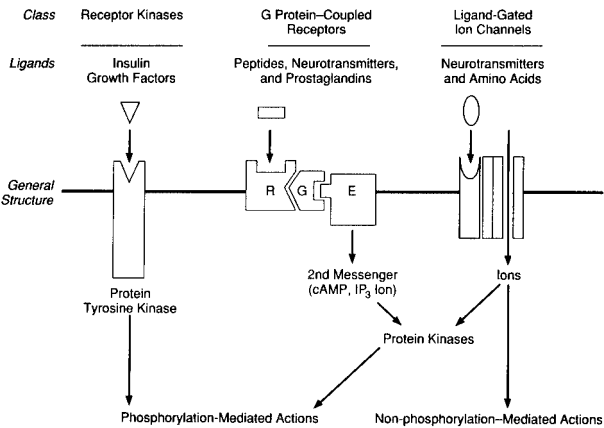 Class
Receptor Kinases
G Protein–Coupled
Receptors
Ligand-Gated
Ion Channels
Ligands
Insulin
Growth Factors
Peptides, Neurotransmitters,
and Prostaglandins
Neurotransmitters
and Amino Acids
General
Structure
R
G
E
Protein
Tyrosine Kinase
2nd Messenger
(cAMP, IP3 Ion)
Ions
Protein Kinases
Phosphorylation-Mediated Actions
Non-phosphorylation–Mediated Actions